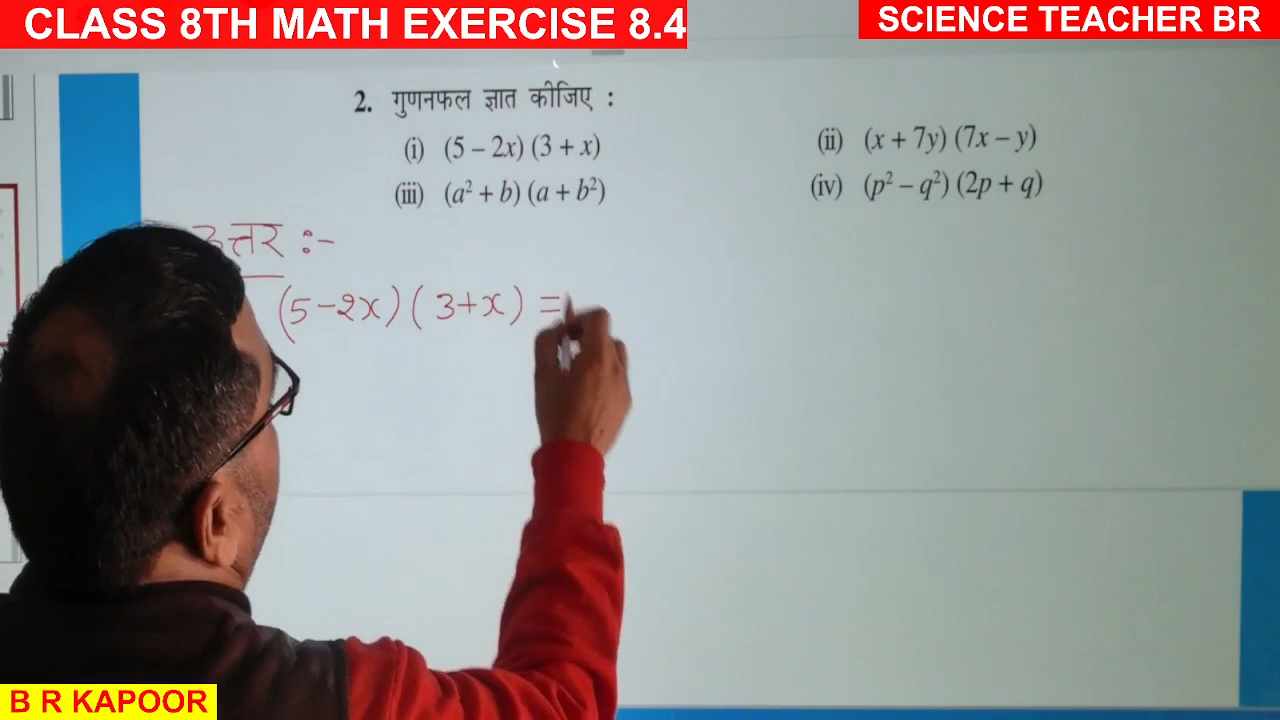 CLASS 8TH MATH EXERCISE 8.4
SCIENCE TEACHER BR
2. गुणनफल ज्ञात कीजिए :
(i) (5 – 2x) (3 + x)
(ii) (x + 7y) (7x – y)
(iii) (a² + b) (a + b²)
(iv) (p² – q²) (2p + q)
उत्तर :-
(5-2x) (3+x) =
B R KAPOOR